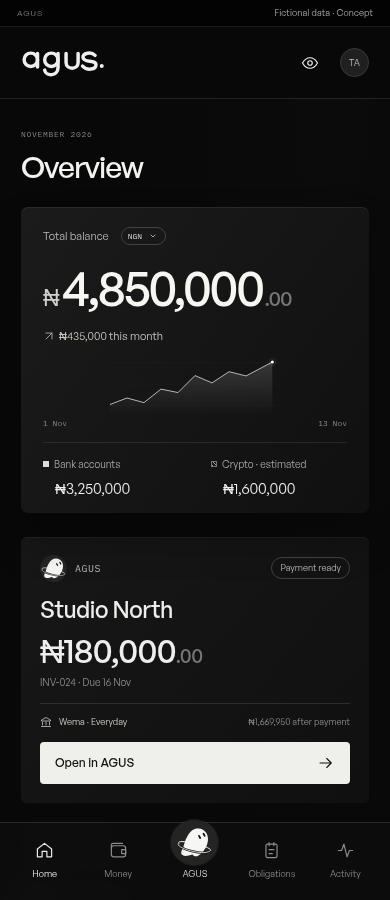 AGUS
Fictional data · Concept
agus.
TA
NOVEMBER 2026
Overview
Total balance
NGN
₦4,850,000.00
₦435,000 this month
1 Nov
13 Nov
Bank accounts
Crypto · estimated
₦3,250,000
₦1,600,000
AGUS
Payment ready
Studio North
₦180,000.00
INV-024 · Due 16 Nov
Wema · Everyday
₦1,669,950 after payment
Open in AGUS
Home
Money
AGUS
Obligations
Activity